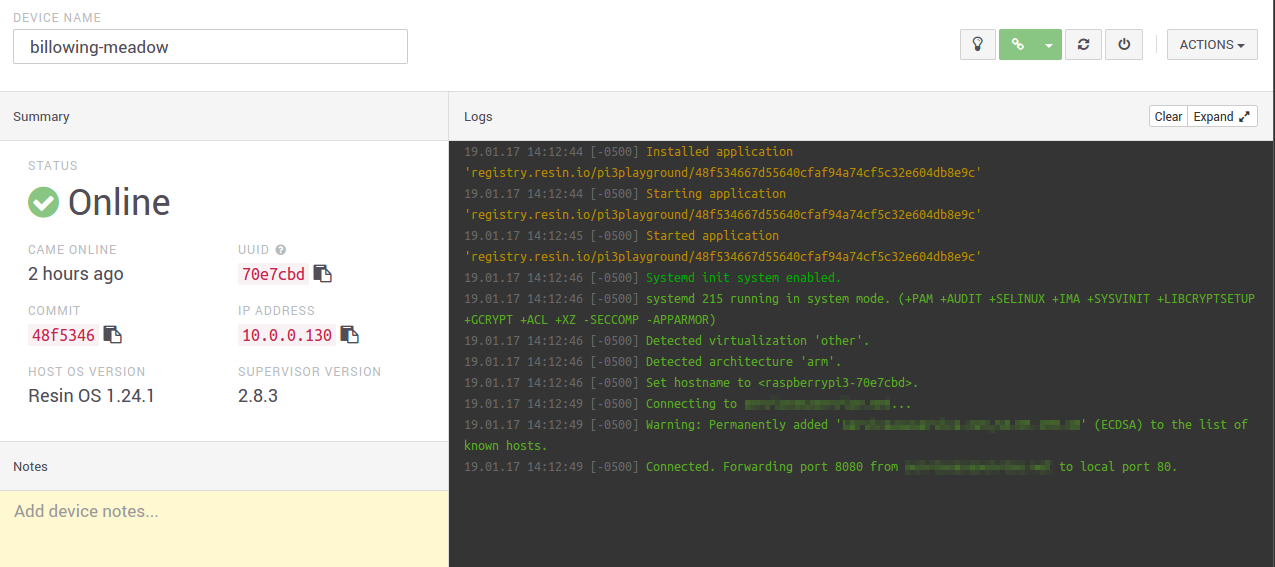 DEVICE NAME
billowing-meadow
ACTIONS
Summary
STATUS
Online
CAME ONLINE
UUID
2 hours ago
70e7cbd
COMMIT
IP ADDRESS
48f5346
10.0.0.130
HOST OS VERSION
SUPERVISOR VERSION
Resin OS 1.24.1
2.8.3
Notes
Add device notes...
Logs
Clear
Expand
19.01.17 14:12:44 [-0500] Installed application
'registry.resin.io/pi3playground/48f534667d55640cfaf94a74cf5c32e604db8e9c'
19.01.17 14:12:44 [-0500] Starting application
'registry.resin.io/pi3playground/48f534667d55640cfaf94a74cf5c32e604db8e9c'
19.01.17 14:12:45 [-0500] Started application
'registry.resin.io/pi3playground/48f534667d55640cfaf94a74cf5c32e604db8e9c'
19.01.17 14:12:46 [-0500] Systemd init system enabled.
19.01.17 14:12:46 [-0500] systemd 215 running in system mode. (+PAM +AUDIT +SELINUX +IMA +SYSVINIT +LIBCRYPTSETUP
+GCRYPT +ACL +XZ -SECCOMP -APPARMOR)
19.01.17 14:12:46 [-0500] Detected virtualization 'other'.
19.01.17 14:12:46 [-0500] Detected architecture 'arm'.
19.01.17 14:12:46 [-0500] Set hostname to <raspberrypi3-70e7cbd>.
19.01.17 14:12:49 [-0500] Connecting to ...
19.01.17 14:12:49 [-0500] Warning: Permanently added '' (ECDSA) to the list of
known hosts.
19.01.17 14:12:49 [-0500] Connected. Forwarding port 8080 from to local port 80.